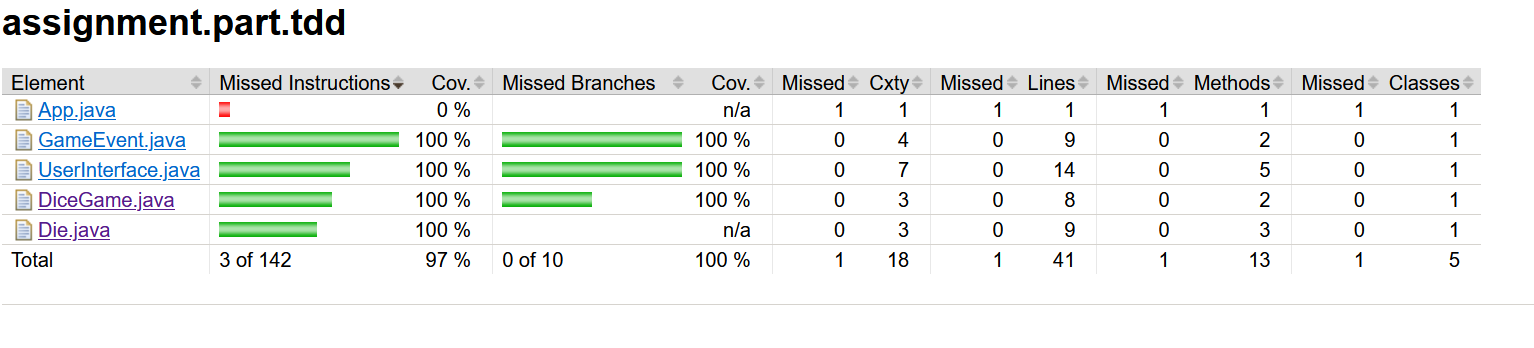 assignment.part.tdd
Element Missed Instructions Cov. Missed Branches Cov. Missed Cxty Missed Lines Missed Methods Missed Classes
App.java 0 % n/a 1 1 1 1 1 1 1 1
GameEvent.java 100 % 100 % 0 4 0 9 0 2 0 1
UserInterface.java 100 % 100 % 0 7 0 14 0 5 0 1
DiceGame.java 100 % 100 % 0 3 0 8 0 2 0 1
Die.java 100 % n/a 0 3 0 9 0 3 0 1
Total 3 of 142 97 % 0 of 10 100 % 1 18 1 41 1 13 1 5